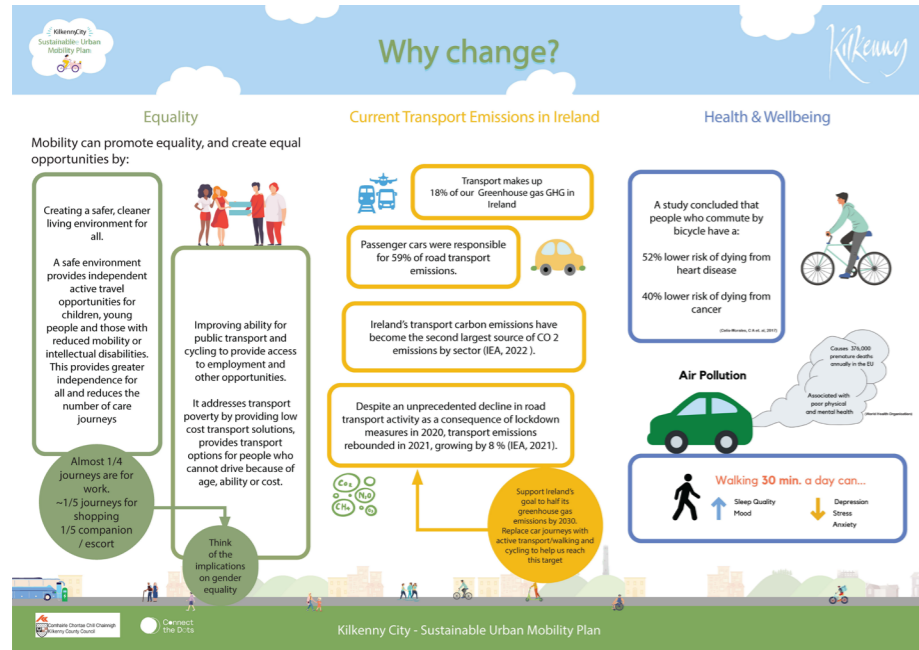 KilkennyCity
Sustainable Urban
Mobility Plan
Why change?
Kilkenny
Equality
Mobility can promote equality, and create equal
opportunities by:
Creating a safer, cleaner
living environment for
all.
A safe environment
provides independent
active travel
opportunities for
children, young
people and those with
reduced mobility or
intellectual disabilities.
This provides greater
independence for
all and reduces the
number of care
journeys
Almost 1/4
journeys are for
work.
~1/5 journeys for
shopping
1/5 companion
/ escort
Improving ability for
public transport and
cycling to provide access
to employment and
other opportunities.
It addresses transport
poverty by providing low
cost transport solutions,
provides transport
options for people who
cannot drive because of
age, ability or cost.
Think
of the
implications
on gender
equality
Current Transport Emissions in Ireland
Transport makes up
18% of our Greenhouse gas GHG in
Ireland
Passenger cars were responsible
for 59% of road transport
emissions.
Ireland's transport carbon emissions have
become the second largest source of CO 2
emissions by sector (IEA, 2022 ).
Despite an unprecedented decline in road
transport activity as a consequence of lockdown
measures in 2020, transport emissions
rebounded in 2021, growing by 8 % (IEA, 2021).
Co₂
N₂O
CH₄
Support Ireland's
goal to half its
greenhouse gas
emissions by 2030.
Replace car journeys with
active transport/walking and
cycling to help us reach
this target
Health & Wellbeing
A study concluded that
people who commute by
bicycle have a:
52% lower risk of dying from
heart disease
40% lower risk of dying from
cancer
(Celis-Morales, C A et. al, 2017)
Air Pollution
Causes 376,000
premature deaths
annually in the EU
Associated with
poor physical
and mental health
(World Health Organisation)
Walking 30 min. a day can...
Sleep Quality
Mood
Depression
Stress
Anxiety
Comhairle Chontae Chill Chainnigh
Kilkenny County Council
Connect
the Dots
Kilkenny City - Sustainable Urban Mobility Plan